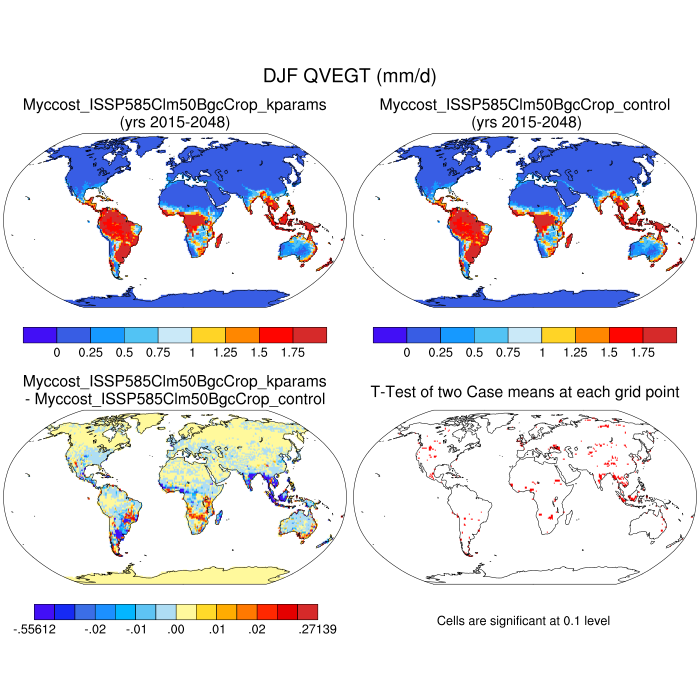 DJF QVEGT (mm/d)
Myccost_ISSP585Clm50BgcCrop_kparams
(yrs 2015-2048)
Myccost_ISSP585Clm50BgcCrop_control
(yrs 2015-2048)
0 0.25 0.5 0.75 1 1.25 1.5 1.75
0 0.25 0.5 0.75 1 1.25 1.5 1.75
Myccost_ISSP585Clm50BgcCrop_kparams
- Myccost_ISSP585Clm50BgcCrop_control
T-Test of two Case means at each grid point
-.55612 -.02 -.01 .00 .01 .02 .27139
Cells are significant at 0.1 level